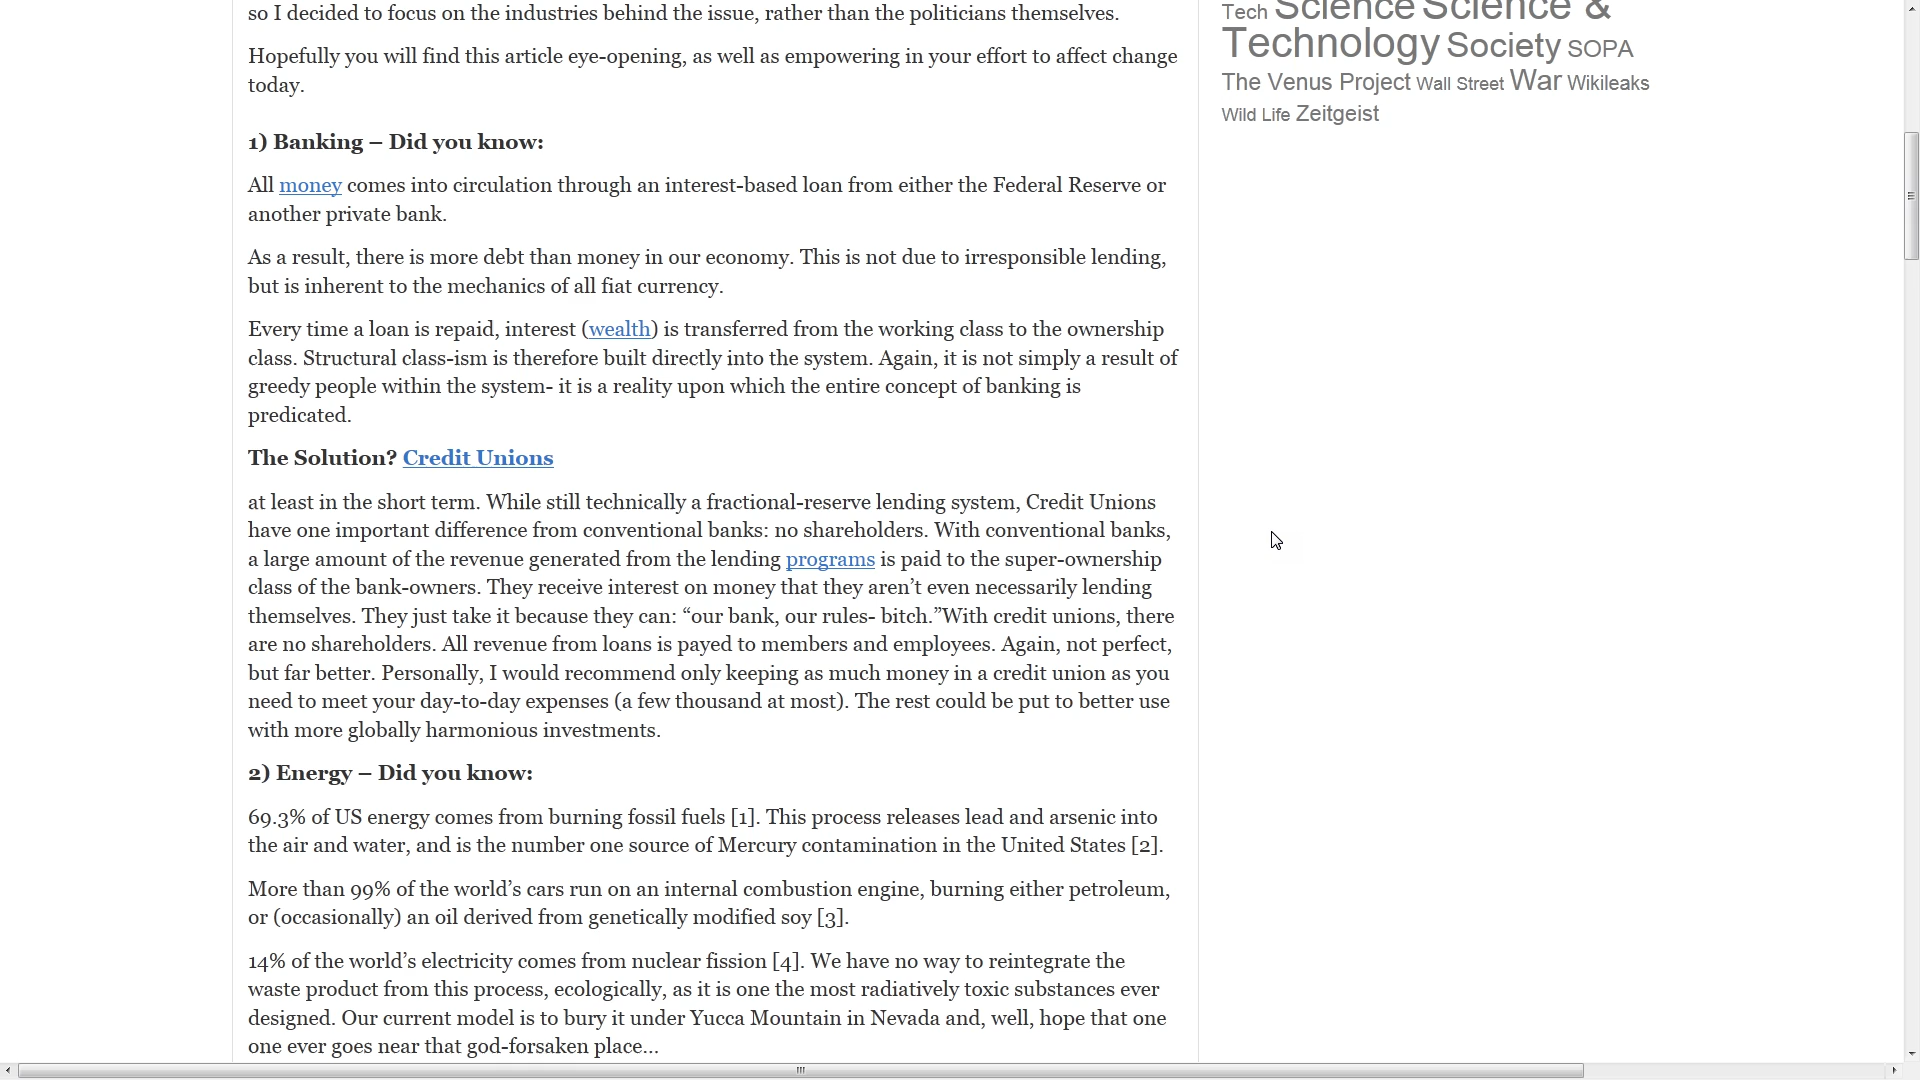 so I decided to focus on the industries behind the issue, rather than the politicians themselves.
Hopefully you will find this article eye-opening, as well as empowering in your effort to affect change
today.
1) Banking – Did you know:
All money comes into circulation through an interest-based loan from either the Federal Reserve or
another private bank.
As a result, there is more debt than money in our economy. This is not due to irresponsible lending,
but is inherent to the mechanics of all fiat currency.
Every time a loan is repaid, interest (wealth) is transferred from the working class to the ownership
class. Structural class-ism is therefore built directly into the system. Again, it is not simply a result of
greedy people within the system- it is a reality upon which the entire concept of banking is
predicated.
The Solution? Credit Unions
at least in the short term. While still technically a fractional-reserve lending system, Credit Unions
have one important difference from conventional banks: no shareholders. With conventional banks,
a large amount of the revenue generated from the lending programs is paid to the super-ownership
class of the bank-owners. They receive interest on money that they aren’t even necessarily lending
themselves. They just take it because they can: “our bank, our rules- bitch.”With credit unions, there
are no shareholders. All revenue from loans is payed to members and employees. Again, not perfect,
but far better. Personally, I would recommend only keeping as much money in a credit union as you
need to meet your day-to-day expenses (a few thousand at most). The rest could be put to better use
with more globally harmonious investments.
2) Energy – Did you know:
69.3% of US energy comes from burning fossil fuels [1]. This process releases lead and arsenic into
the air and water, and is the number one source of Mercury contamination in the United States [2].
More than 99% of the world’s cars run on an internal combustion engine, burning either petroleum,
or (occasionally) an oil derived from genetically modified soy [3].
14% of the world’s electricity comes from nuclear fission [4]. We have no way to reintegrate the
waste product from this process, ecologically, as it is one the most radiatively toxic substances ever
designed. Our current model is to bury it under Yucca Mountain in Nevada and, well, hope that one
one ever goes near that god-forsaken place...
Tech Science Science &
Technology Society SOPA
The Venus Project Wall Street War Wikileaks
Wild Life Zeitgeist